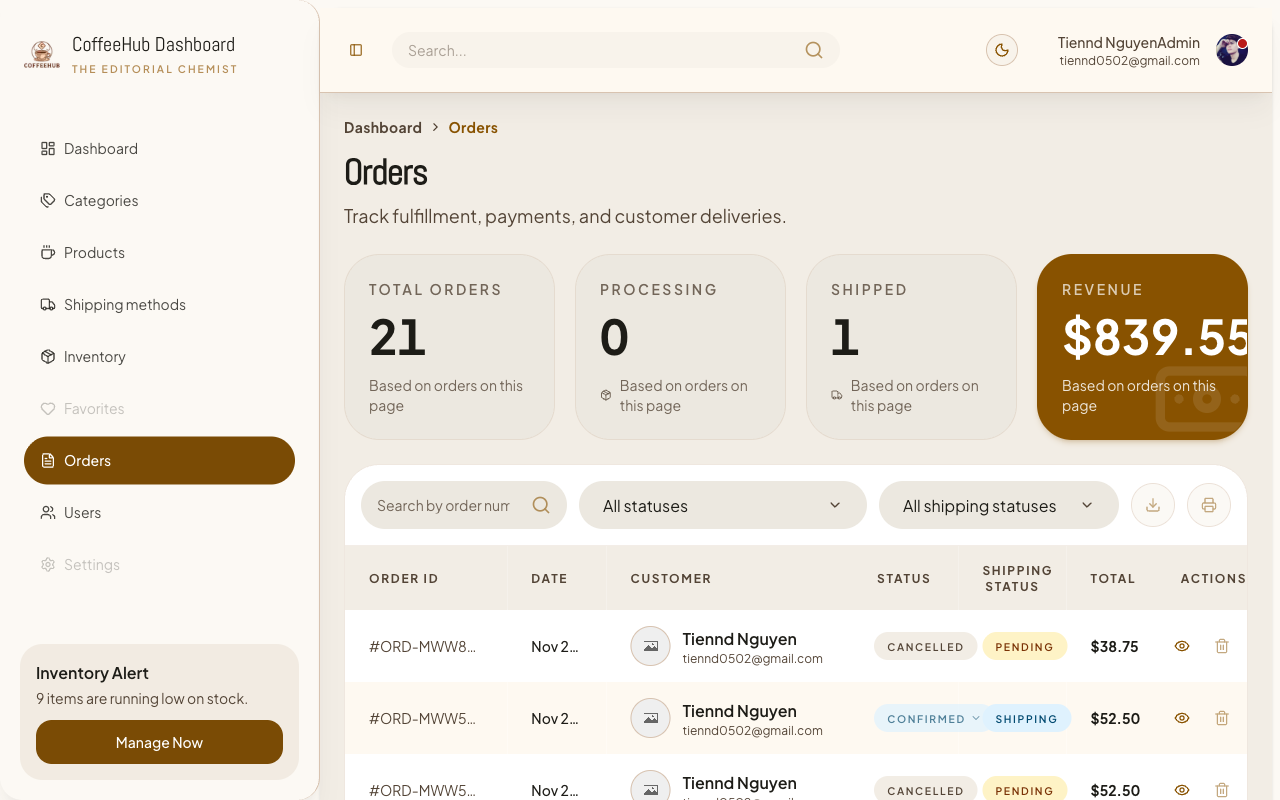 CoffeeHub Dashboard
THE EDITORIAL CHEMIST
COFFEEHUB
Dashboard
Categories
Products
Shipping methods
Inventory
Favorites
Orders
Users
Settings
Inventory Alert
9 items are running low on stock.
Manage Now
Search...
Tiennd NguyenAdmin
tiennd0502@gmail.com
Dashboard > Orders
Orders
Track fulfillment, payments, and customer deliveries.
TOTAL ORDERS
21
Based on orders on this
page
PROCESSING
0
Based on orders on
this page
SHIPPED
1
Based on orders on
this page
REVENUE
$839.55
Based on orders on this
page
Search by order num
All statuses
All shipping statuses
ORDER ID DATE CUSTOMER STATUS SHIPPING STATUS TOTAL ACTIONS
#ORD-MWW8... Nov 2... Tiennd Nguyen CANCELLED PENDING $38.75
tiennd0502@gmail.com
#ORD-MWW5... Nov 2... Tiennd Nguyen CONFIRMED SHIPPING $52.50
tiennd0502@gmail.com
#ORD-MWW5... Nov 2... Tiennd Nguyen CANCELLED PENDING $52.50